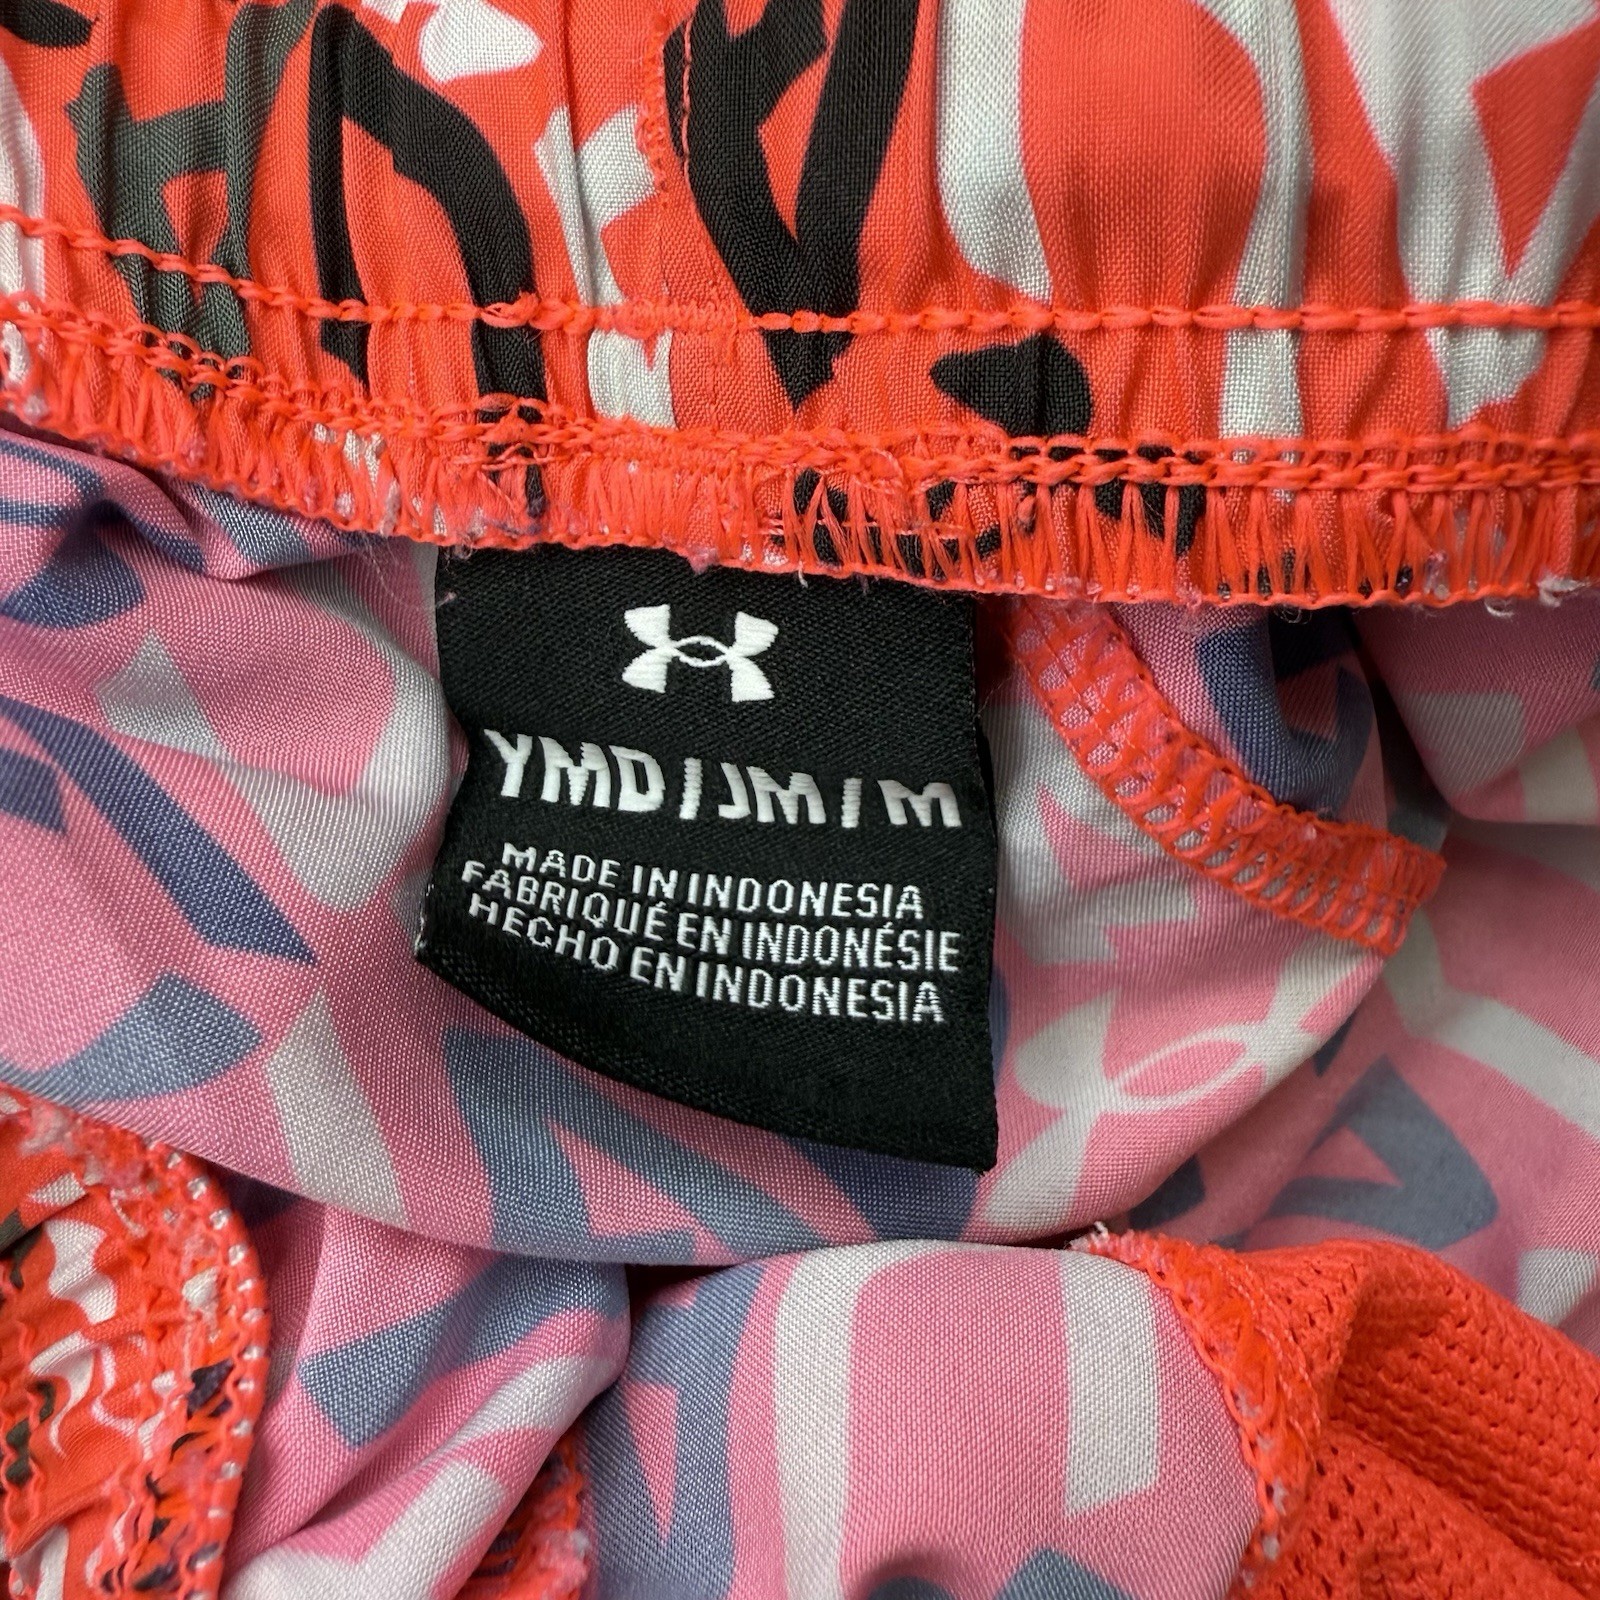 YMD | JM | M
MADE IN INDONESIA
FABRIQUÉ EN INDONÉSIE
HECHO EN INDONESIA